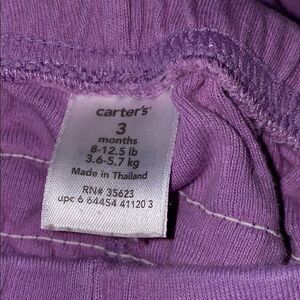 carter's
3
months
8-12.5 lb
3.6-5.7 kg
Made in Thailand
RN# 35623
upc 6 64454 41120 3